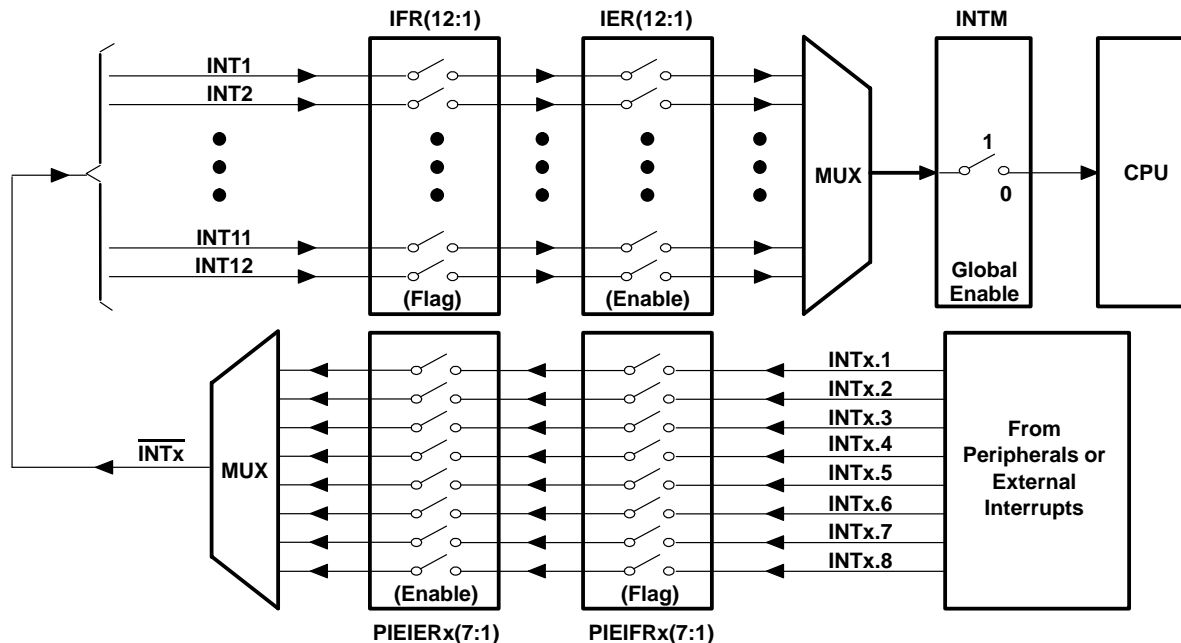 IFR(12:1)
IER(12:1)
INTM
INT1
INT2
INT11
INT12
(Flag)
(Enable)
MUX
1
0
Global
Enable
CPU
INTx
MUX
(Enable)
PIEIERx(7:1)
(Flag)
PIEIFRx(7:1)
INTx.1
INTx.2
INTx.3
INTx.4
INTx.5
INTx.6
INTx.7
INTx.8
From
Peripherals or
External
Interrupts